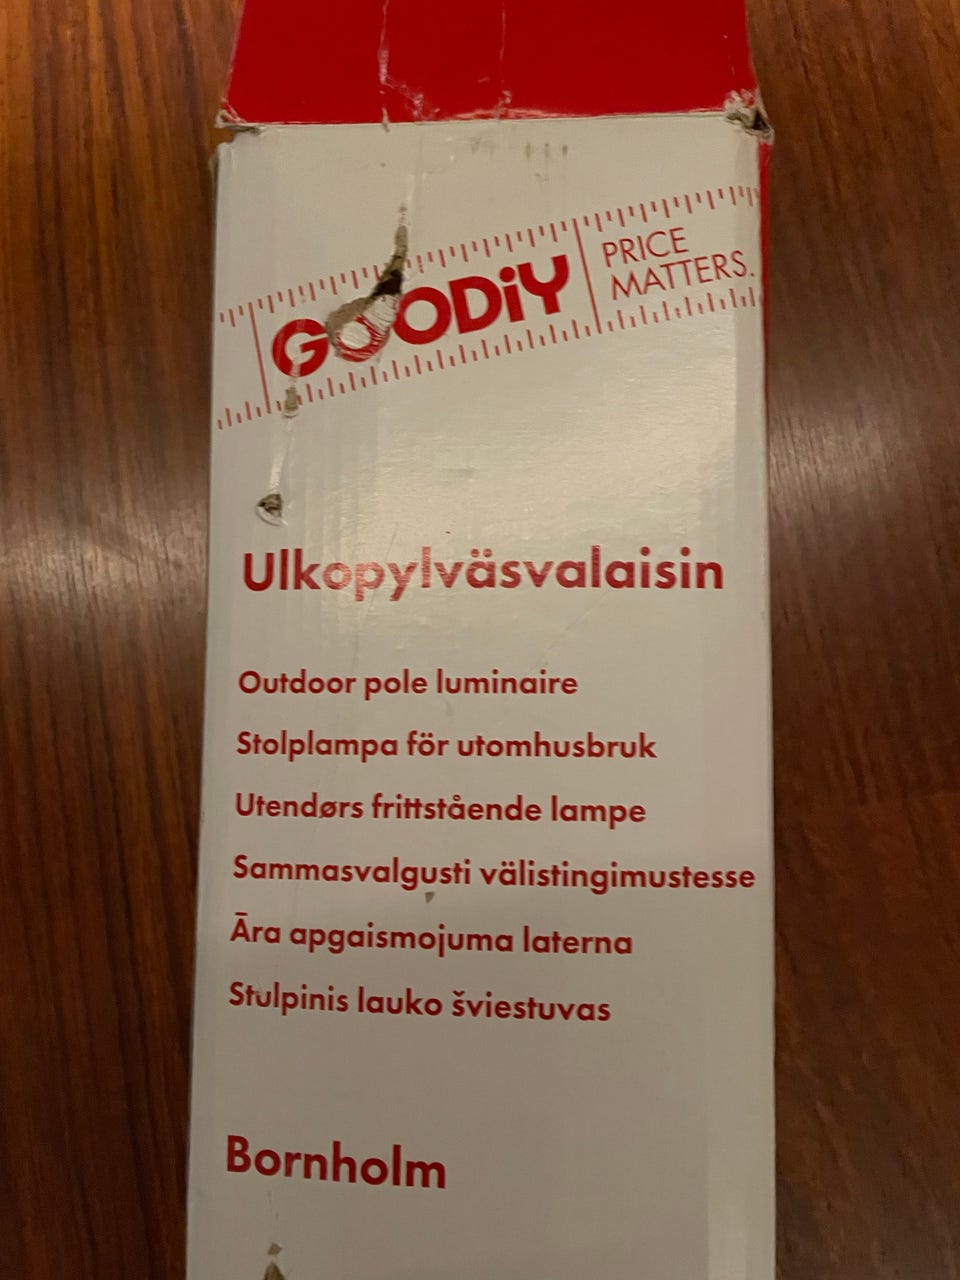 GOODiY
PRICE
MATTERS.
Ulkopylväsvalaisin
Outdoor pole luminaire
Stolplampa för utomhusbruk
Utendørs frittstående lampe
Sammasvalgusti välistingimustesse
Āra apgaismojuma laterna
Stulpinis lauko šviestuvas
Bornholm